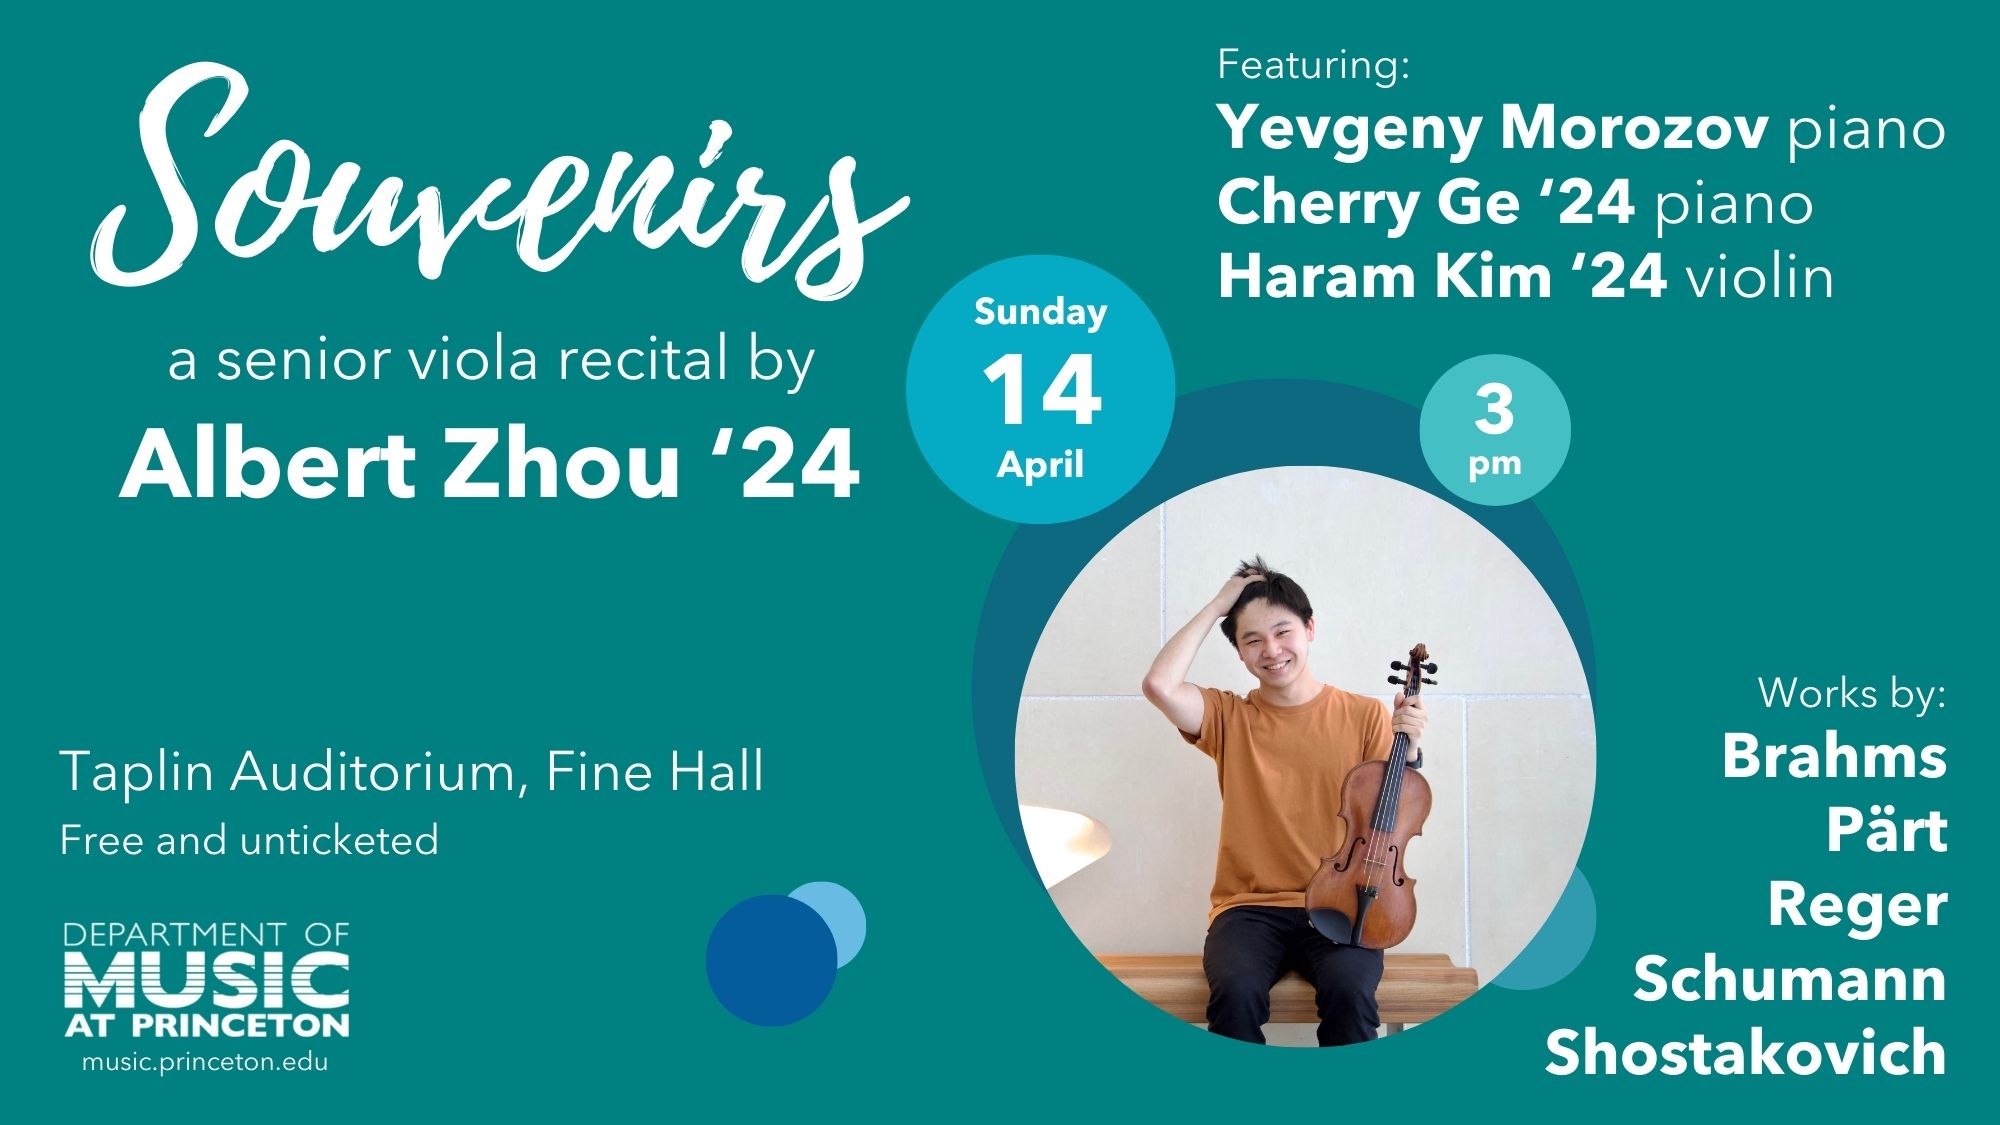 Souvenirs
a senior viola recital by
Albert Zhou ‘24
Featuring:
Yevgeny Morozov piano
Cherry Ge ‘24 piano
Haram Kim ‘24 violin
Sunday
14
April
3
pm
Taplin Auditorium, Fine Hall
Free and unticketed
DEPARTMENT OF
MUSIC
AT PRINCETON
music.princeton.edu
Works by:
Brahms
Pärt
Reger
Schumann
Shostakovich